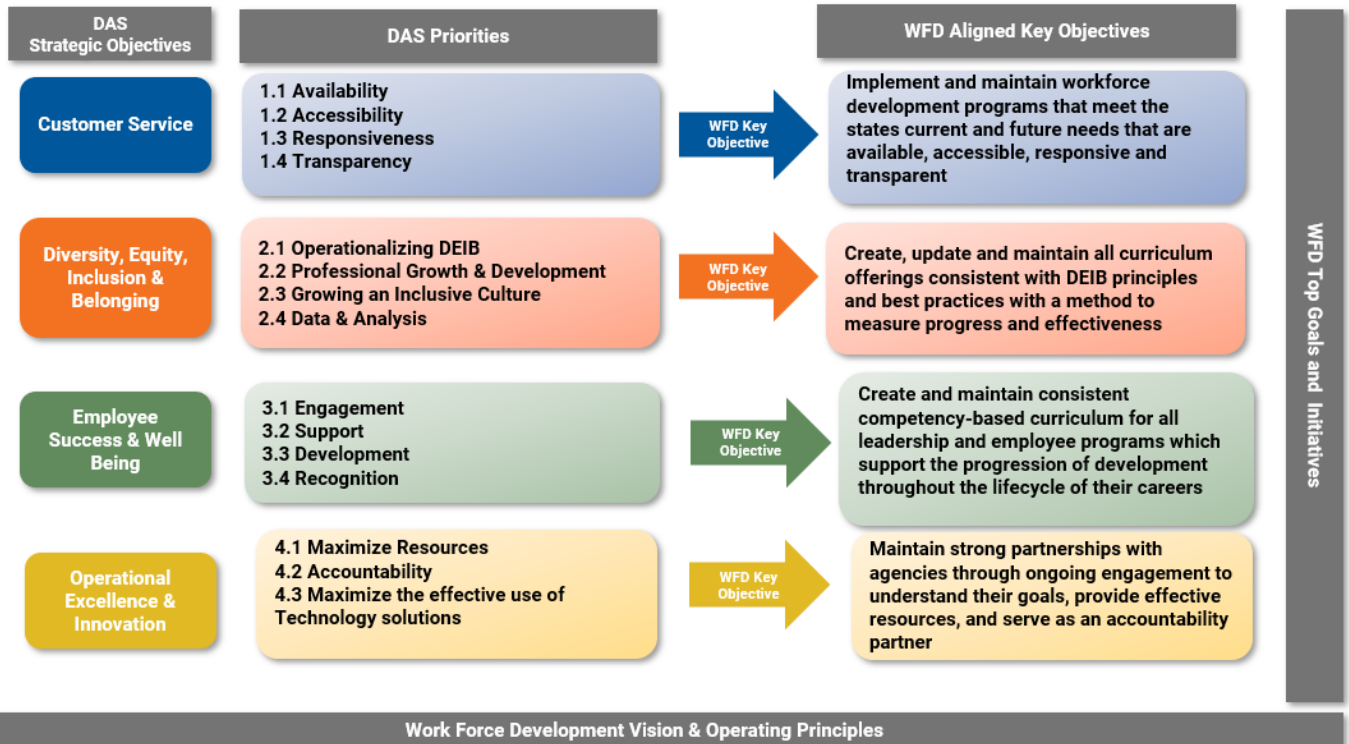 DAS
Strategic Objectives
DAS Priorities
WFD Aligned Key Objectives
Customer Service
1.1 Availability
1.2 Accessibility
1.3 Responsiveness
1.4 Transparency
WFD Key
Objective
Implement and maintain workforce
development programs that meet the
states current and future needs that are
available, accessible, responsive and
transparent
Diversity, Equity,
Inclusion &
Belonging
2.1 Operationalizing DEIB
2.2 Professional Growth & Development
2.3 Growing an Inclusive Culture
2.4 Data & Analysis
WFD Key
Objective
Create, update and maintain all curriculum
offerings consistent with DEIB principles
and best practices with a method to
measure progress and effectiveness
Employee
Success & Well
Being
3.1 Engagement
3.2 Support
3.3 Development
3.4 Recognition
WFD Key
Objective
Create and maintain consistent
competency-based curriculum for all
leadership and employee programs which
support the progression of development
throughout the lifecycle of their careers
Operational
Excellence &
Innovation
4.1 Maximize Resources
4.2 Accountability
4.3 Maximize the effective use of
Technology solutions
WFD Key
Objective
Maintain strong partnerships with
agencies through ongoing engagement to
understand their goals, provide effective
resources, and serve as an accountability
partner
WFD Top Goals and Initiatives
Work Force Development Vision & Operating Principles